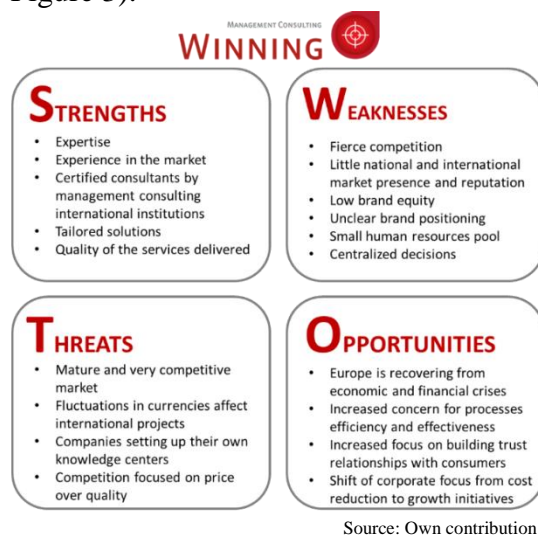 Figure 3).
MANAGEMENT CONSULTING
WINNING
STRENGTHS
• Expertise
• Experience in the market
• Certified consultants by
management consulting
international institutions
• Tailored solutions
• Quality of the services delivered
WEAKNESSES
• Fierce competition
• Little national and international
market presence and reputation
• Low brand equity
• Unclear brand positioning
• Small human resources pool
• Centralized decisions
THREATS
• Mature and very competitive
market
• Fluctuations in currencies affect
international projects
• Companies setting up their own
knowledge centers
• Competition focused on price
over quality
OPPORTUNITIES
• Europe is recovering from
economic and financial crises
• Increased concern for processes
efficiency and effectiveness
• Increased focus on building trust
relationships with consumers
• Shift of corporate focus from cost
reduction to growth initiatives
Source: Own contribution